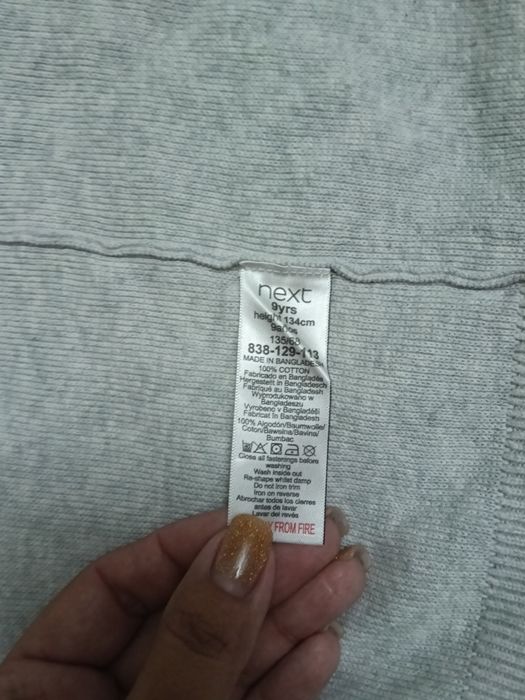 next
9yrs
height 134cm
9años
135/68
838-129-113
MADE IN BANGLADESH
100% COTTON
Fabricado en Bangladés
Hergestellt in Bangladesch
Fabriqué au Bangladesh
Wyprodukowano w
Bangladeszu
Vyrobeno v Bangladéši
Fabricat în Bangladesh
100% Algodón/Baumwolle/
Coton/Bawełna/Bavlna/
Bumbac
Close all fastenings before
washing
Wash inside out
Re-shape whilst damp
Do not iron trim
Iron on reverse
Abrochar todos los cierres
antes de lavar
Lavar del revés
FROM FIRE